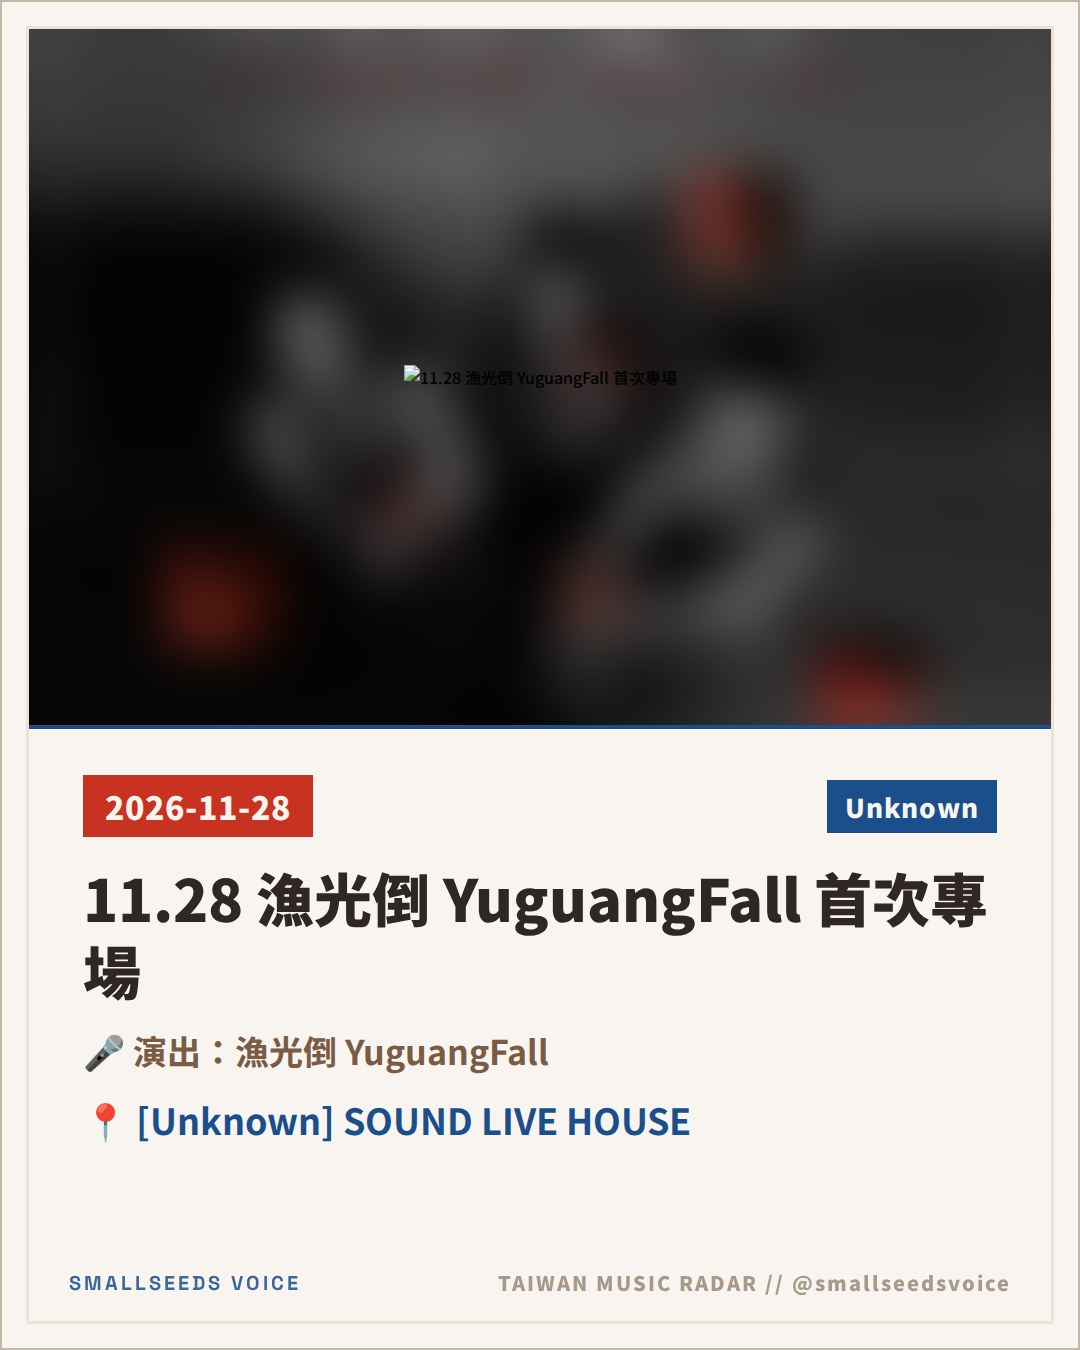 11.28 漁光倒 YuguangFall 首次專場
2026-11-28
Unknown
11.28 漁光倒 YuguangFall 首次專
場
🎤 演出：漁光倒 YuguangFall
📍 [Unknown] SOUND LIVE HOUSE
SMALLSEEDS VOICE
TAIWAN MUSIC RADAR // @smallseedsvoice